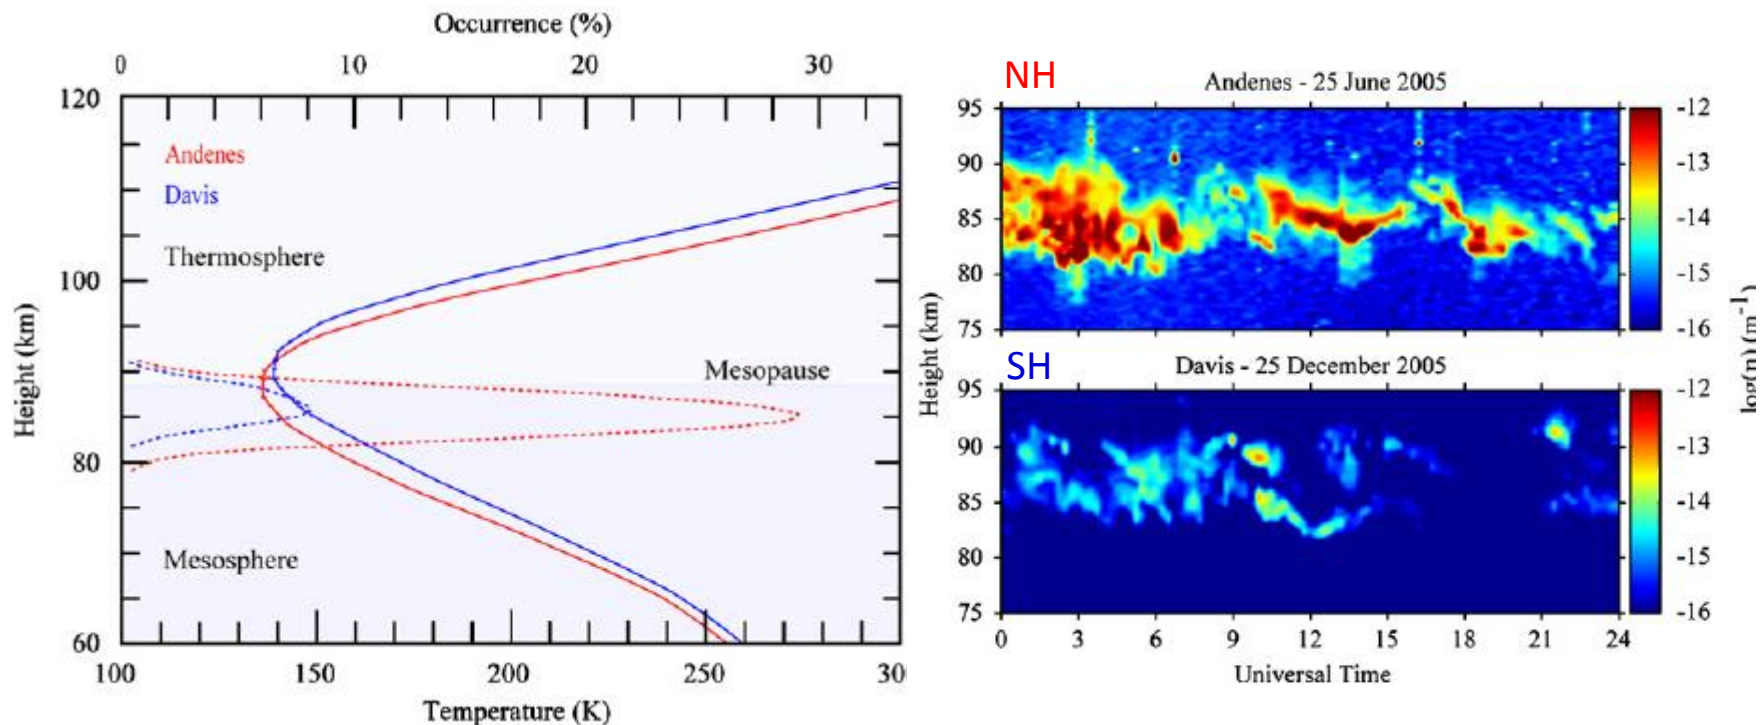 Occurrence (%)
0 10 20 30
120
100
80
60
Height (km)
Andenes
Davis
Thermosphere
Mesopause
Mesosphere
100 150 200 250 30
Temperature (K)
NH
Andenes - 25 June 2005
95
90
85
80
75
-12
-13
-14
-15
-16
Height (km)
SH
Davis - 25 December 2005
95
90
85
80
75
-12
-13
-14
-15
-16
log(η) (m⁻¹)
0 3 6 9 12 15 18 21 24
Universal Time